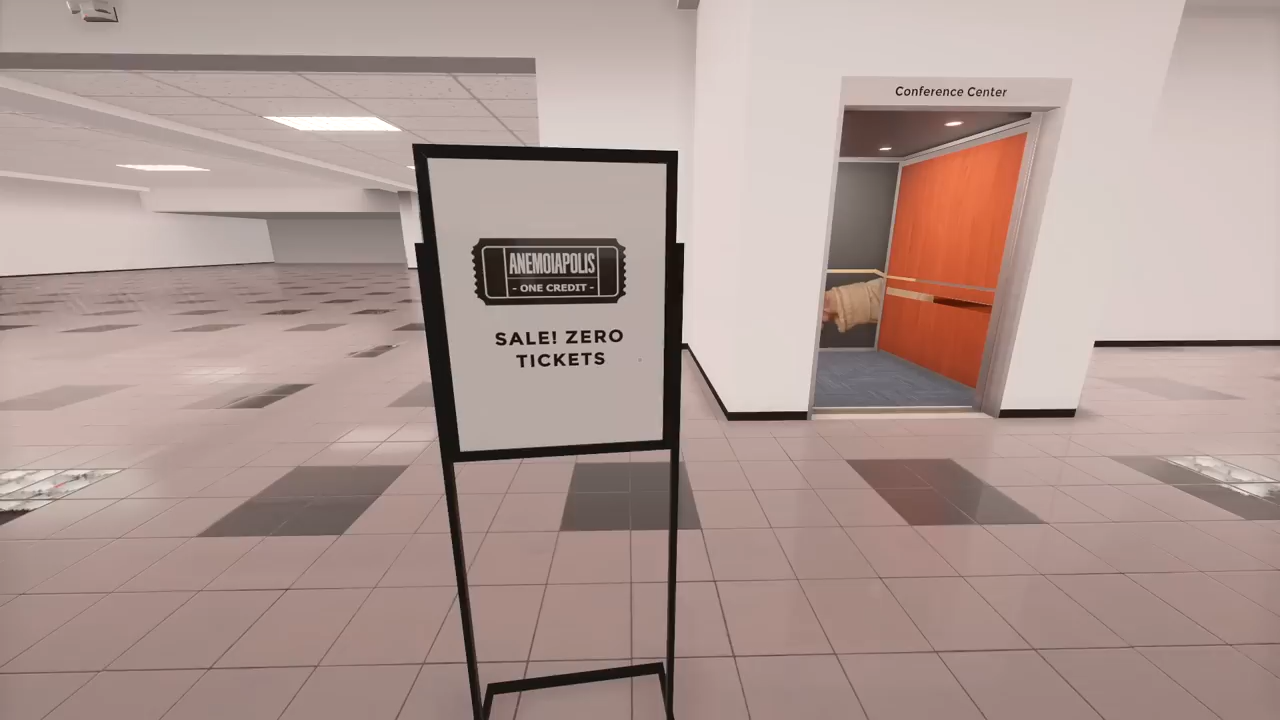 ANEMOIAPOLIS
- ONE CREDIT -
SALE! ZERO
TICKETS
Conference Center